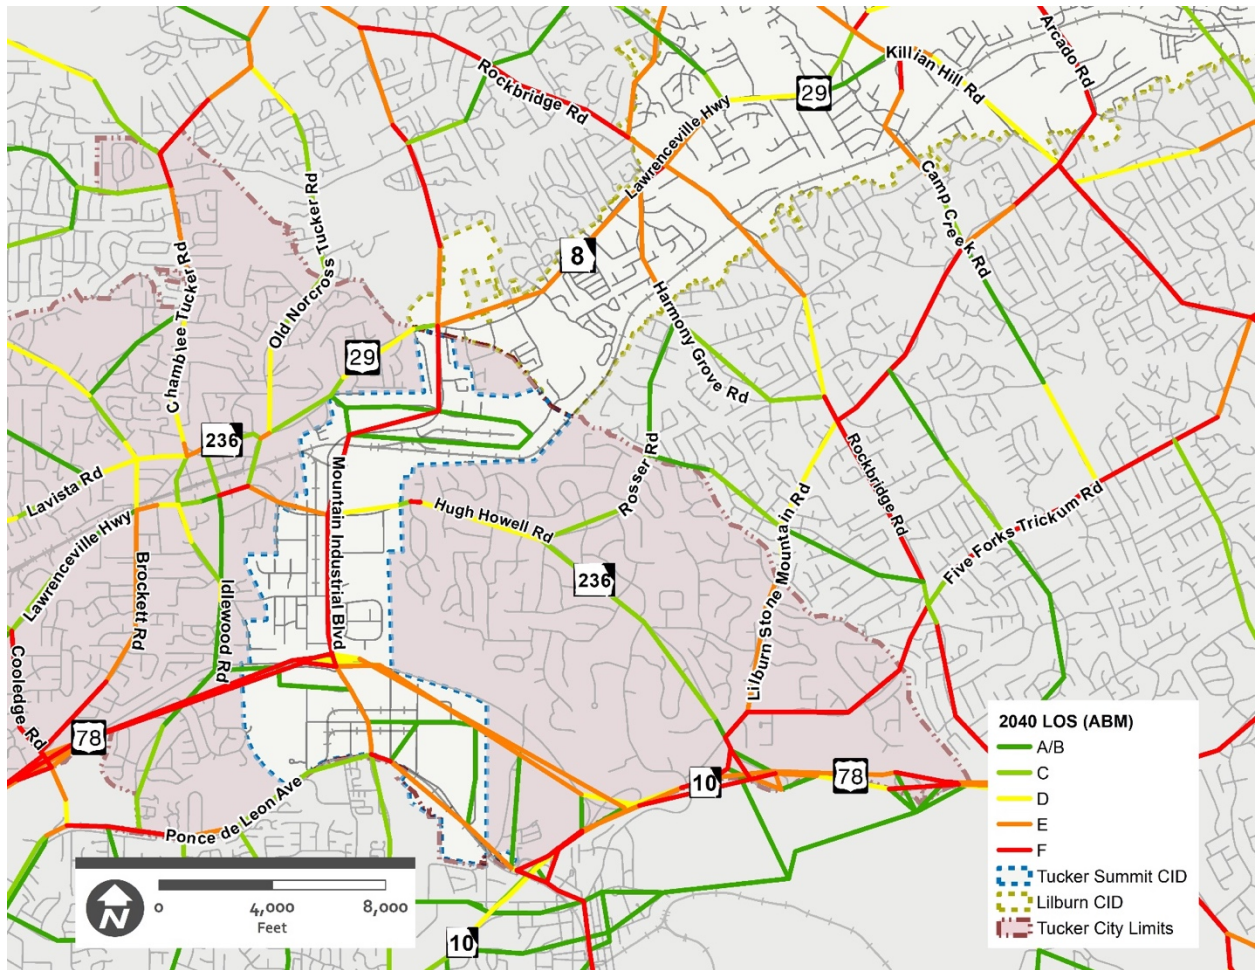 Rockbridge Rd
Lawrenceville Hwy
29
Killian Hill Rd
Arcado Rd
Camp Creek Rd
8
Chamblee Tucker Rd
Old Norcross Tucker Rd
29
Harmony Grove Rd
236
Lavista Rd
Lawrenceville Hwy
Brockett Rd
Idlewood Rd
Mountain Industrial Blvd
Hugh Howell Rd
Rosser Rd
236
Lilburn Stone Mountain Rd
Rockbridge Rd
Five Forks Trickum Rd
Cooledge Rd
78
Ponce de Leon Ave
10
78
10
N
0
4,000
8,000
Feet
2040 LOS (ABM)
A/B
C
D
E
F
Tucker Summit CID
Lilburn CID
Tucker City Limits